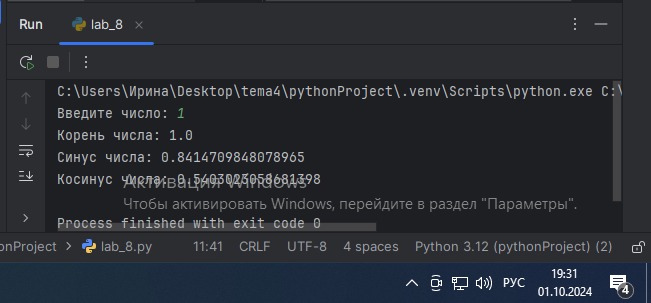 Run lab_8
C:\Users\Ирина\Desktop\tema4\pythonProject\.venv\Scripts\python.exe C:\
Введите число: 1
Корень числа: 1.0
Синус числа: 0.8414709848078965
Косинус числа: 0.5403023058681398
Активация Windows
Чтобы активировать Windows, перейдите в раздел "Параметры".
Process finished with exit code 0
onProject > lab_8.py 11:41 CRLF UTF-8 4 spaces Python 3.12 (pythonProject) (2)
РУС 19:31
01.10.2024 4